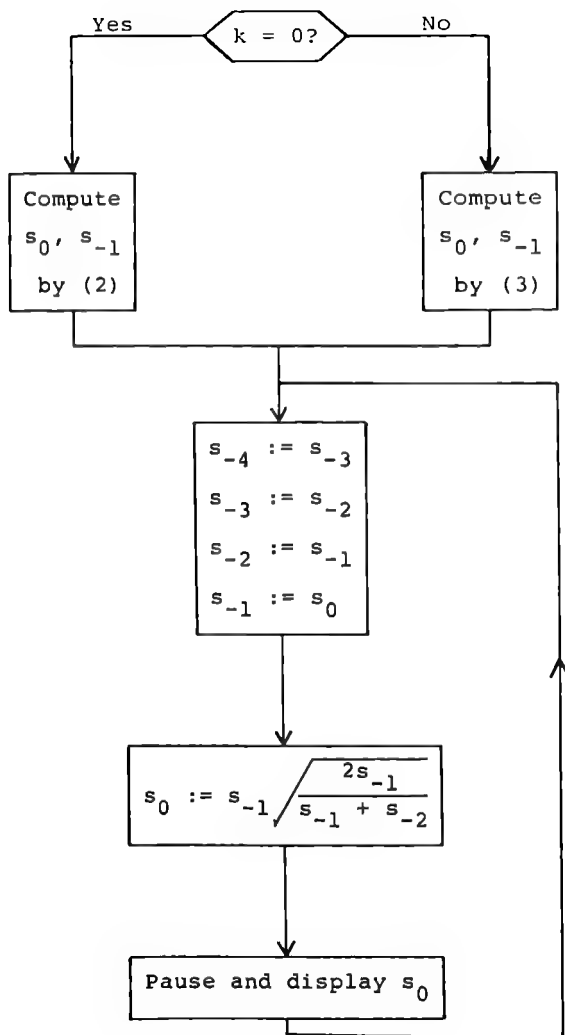 Yes
k = 0?
No
Compute
s_0, s_{-1}
by (2)
Compute
s_0, s_{-1}
by (3)
s_{-4} := s_{-3}
s_{-3} := s_{-2}
s_{-2} := s_{-1}
s_{-1} := s_0
s_0 := s_{-1} \sqrt{\frac{2s_{-1}}{s_{-1} + s_{-2}}}
Pause and display s_0